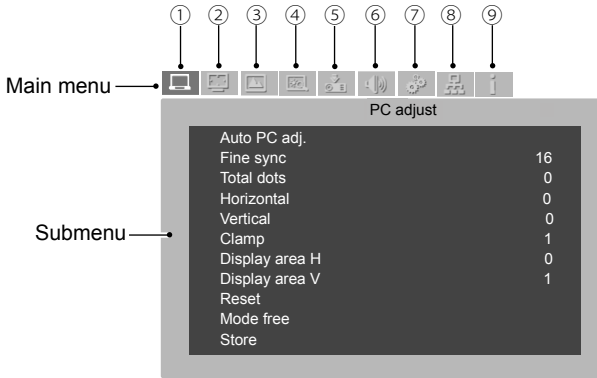 ① ② ③ ④ ⑤ ⑥ ⑦ ⑧ ⑨
Main menu
PC adjust
Auto PC adj.
Fine sync 16
Total dots 0
Horizontal 0
Vertical 0
Submenu
Clamp 1
Display area H 0
Display area V 1
Reset
Mode free
Store